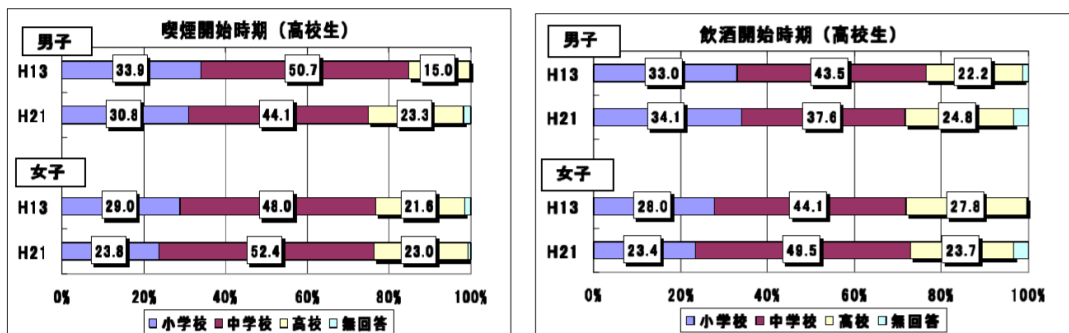 喫煙開始時期（高校生）
男子
H13 33.9 50.7 15.0
H21 30.8 44.1 23.3
女子
H13 29.0 48.0 21.6
H21 23.8 52.4 23.0
0% 20% 40% 60% 80% 100%
小学校 中学校 高校 無回答
飲酒開始時期（高校生）
男子
H13 33.0 43.5 22.2
H21 34.1 37.6 24.8
女子
H13 28.0 44.1 27.8
H21 23.4 49.5 23.7
0% 20% 40% 60% 80% 100%
小学校 中学校 高校 無回答